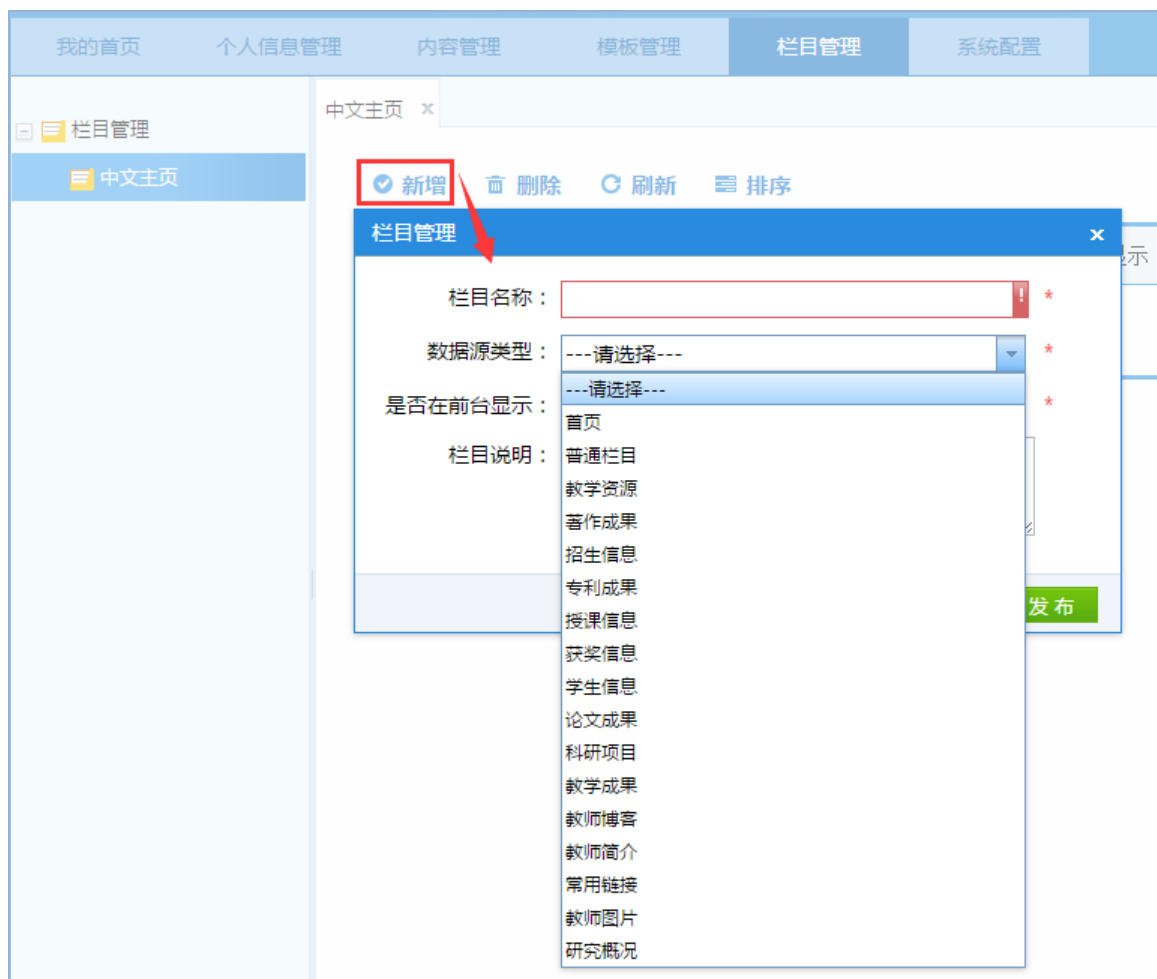 我的首页 个人信息管理 内容管理 模板管理 栏目管理 系统配置
栏目管理
中文主页
中文主页 x
新增 删除 刷新 排序
栏目管理 x
示
栏目名称： ! *
数据源类型： ---请选择--- *
是否在前台显示： *
栏目说明：
---请选择---
首页
普通栏目
教学资源
著作成果
招生信息
专利成果
授课信息
获奖信息
学生信息
论文成果
科研项目
教学成果
教师博客
教师简介
常用链接
教师图片
研究概况
发布